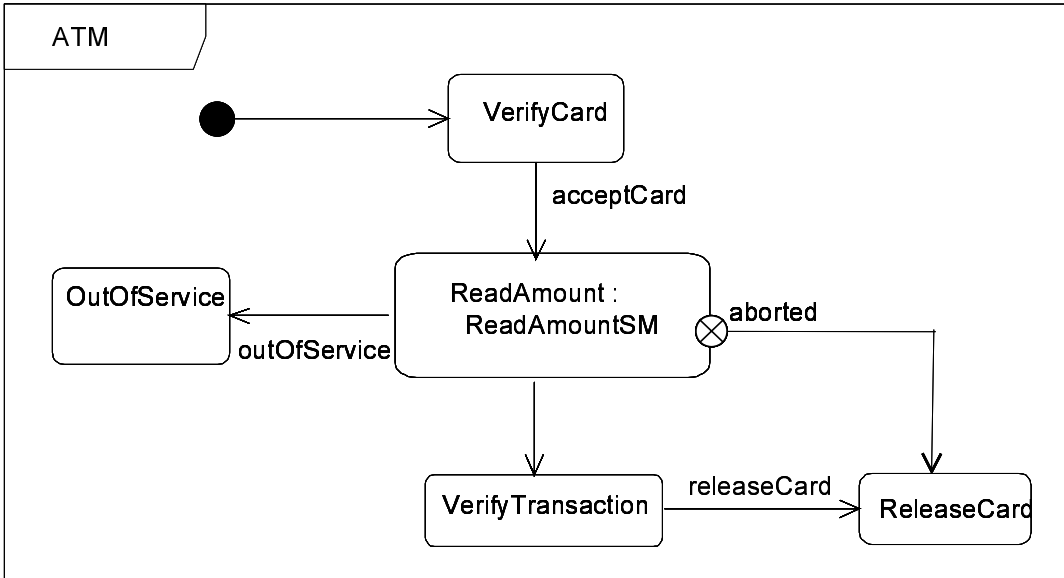 ATM
VerifyCard
acceptCard
OutOfService
outOfService
ReadAmount :
ReadAmountSM
aborted
VerifyTransaction
releaseCard
ReleaseCard